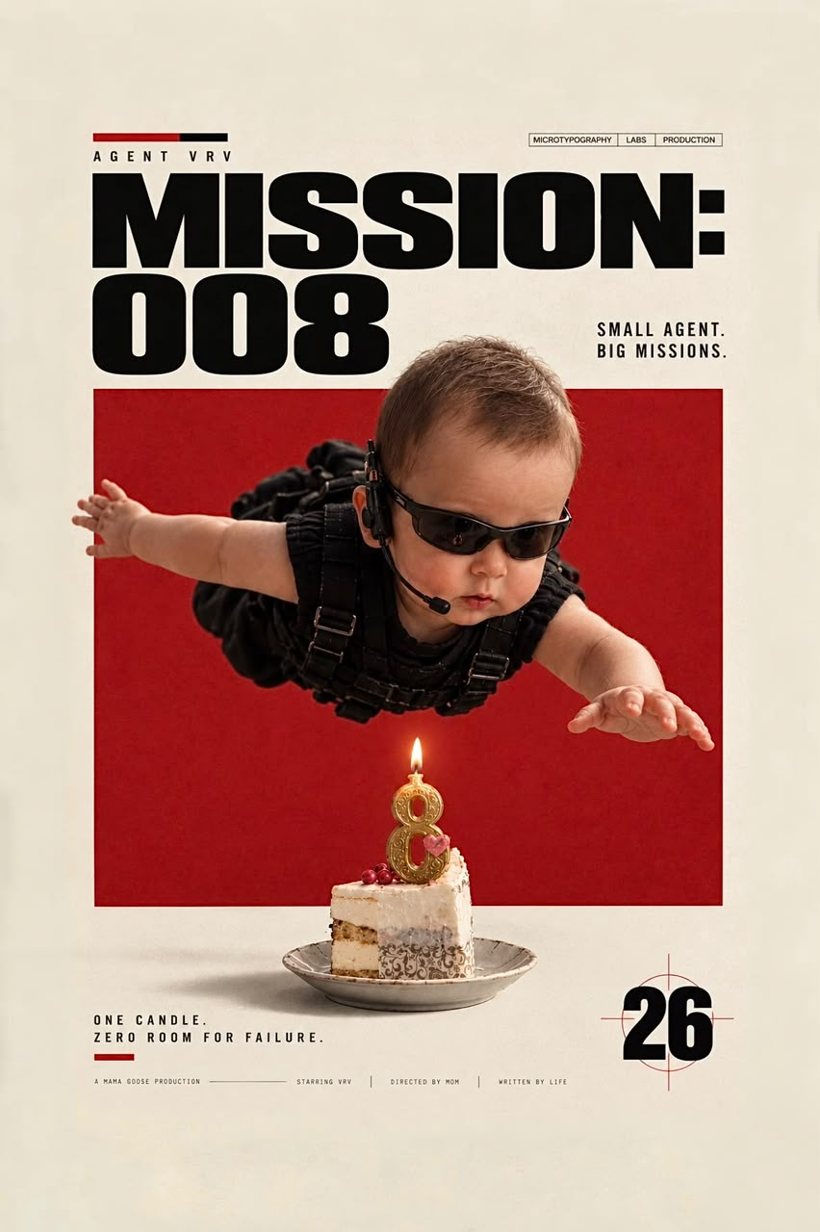 AGENT VRV
MICROTYPOGRAPHY LABS PRODUCTION
MISSION:
008
SMALL AGENT.
BIG MISSIONS.
8
ONE CANDLE.
ZERO ROOM FOR FAILURE.
26
A MAMA GOOSE PRODUCTION STARRING VRV DIRECTED BY MOM WRITTEN BY LIFE